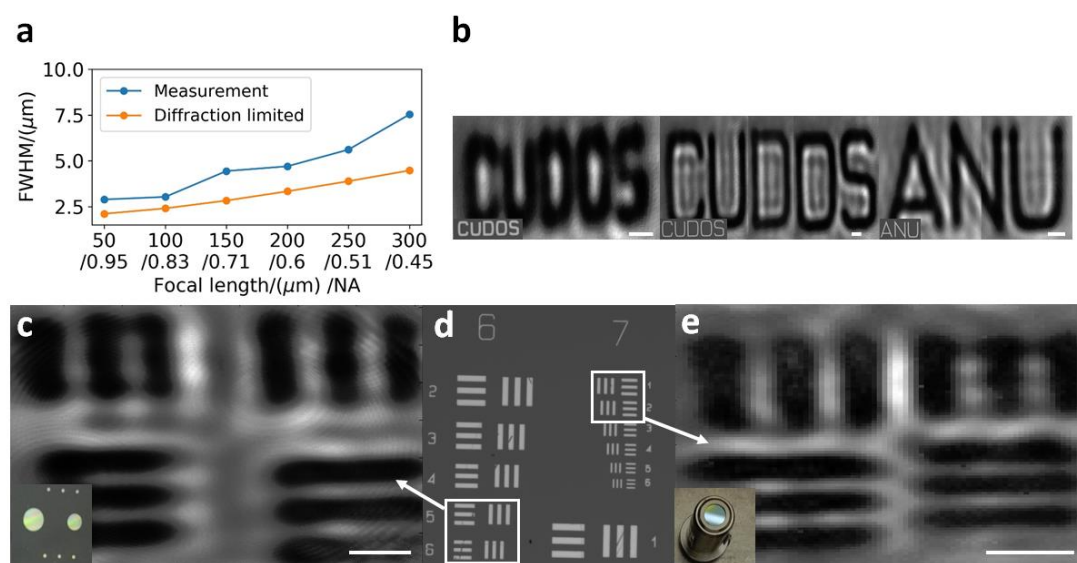 a
b
10.0
7.5
5.0
2.5
FWHM/(μm)
Measurement
Diffraction limited
50 100 150 200 250 300
/0.95 /0.83 /0.71 /0.6 /0.51 /0.45
Focal length/(μm) /NA
CUDOS CUDOS ANU
CUDOS CUDOS ANU
c d e
6 7
2
3
4
5
6
1
2
3
4
5
6
1